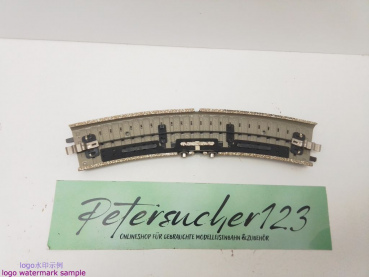 Petersucher123
ONLINESHOP FÜR GEBRAUCHTE MODELLEISENBAHN &ZUBEHÖR
logo水印示例
logo watermark sample